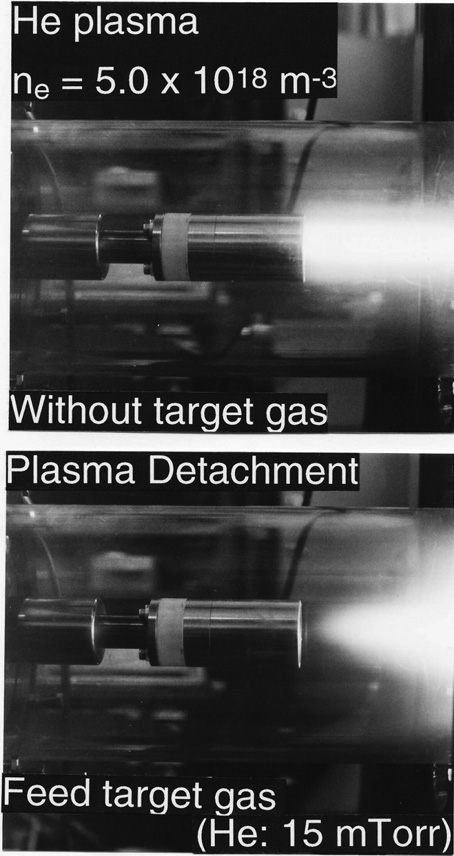 He plasma
nₑ = 5.0 x 10¹⁸ m⁻³
Without target gas
Plasma Detachment
Feed target gas
(He: 15 mTorr)